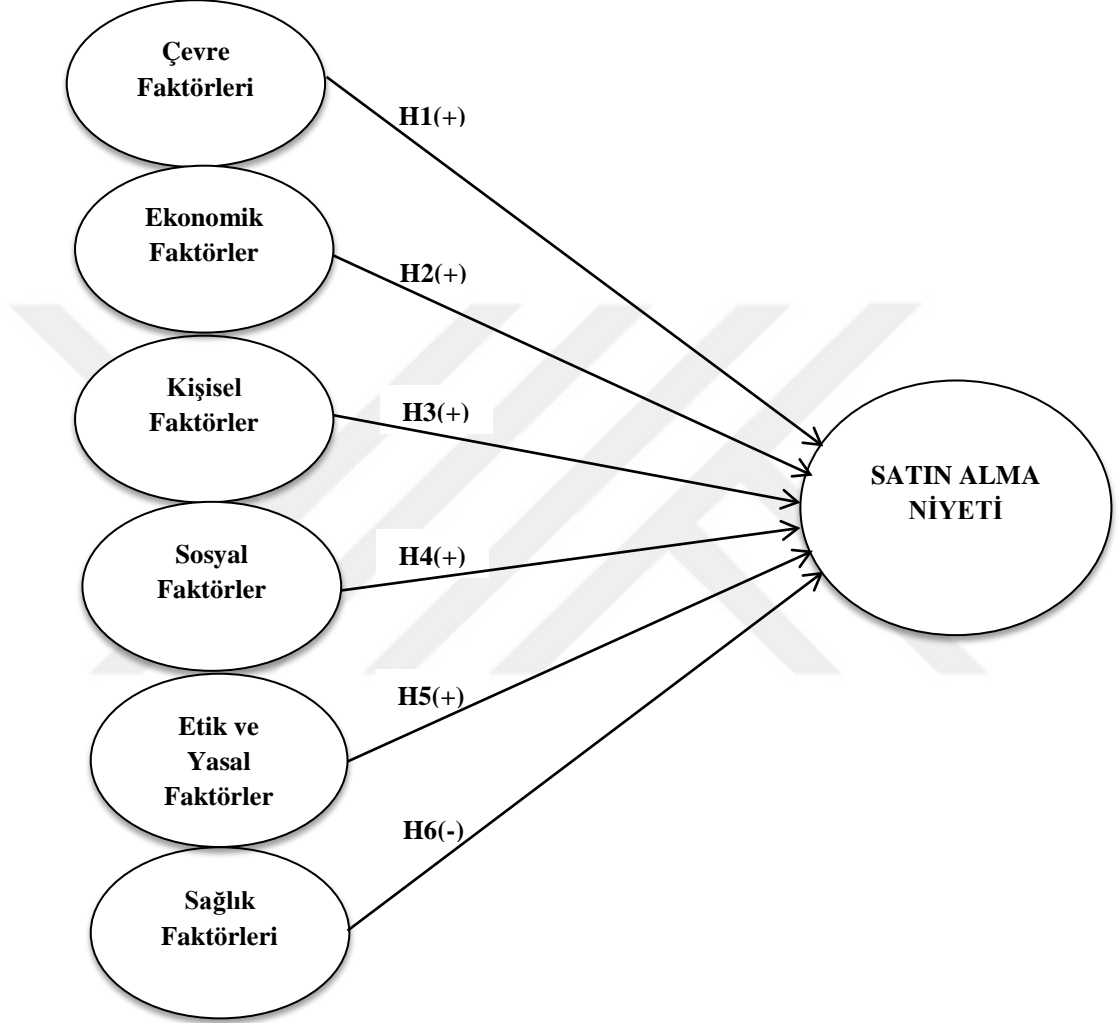 Çevre
Faktörleri
H1(+)
Ekonomik
Faktörler
H2(+)
Kişisel
Faktörler
H3(+)
SATIN ALMA
NİYETİ
Sosyal
Faktörler
H4(+)
Etik ve
Yasal
Faktörler
H5(+)
H6(-)
Sağlık
Faktörleri